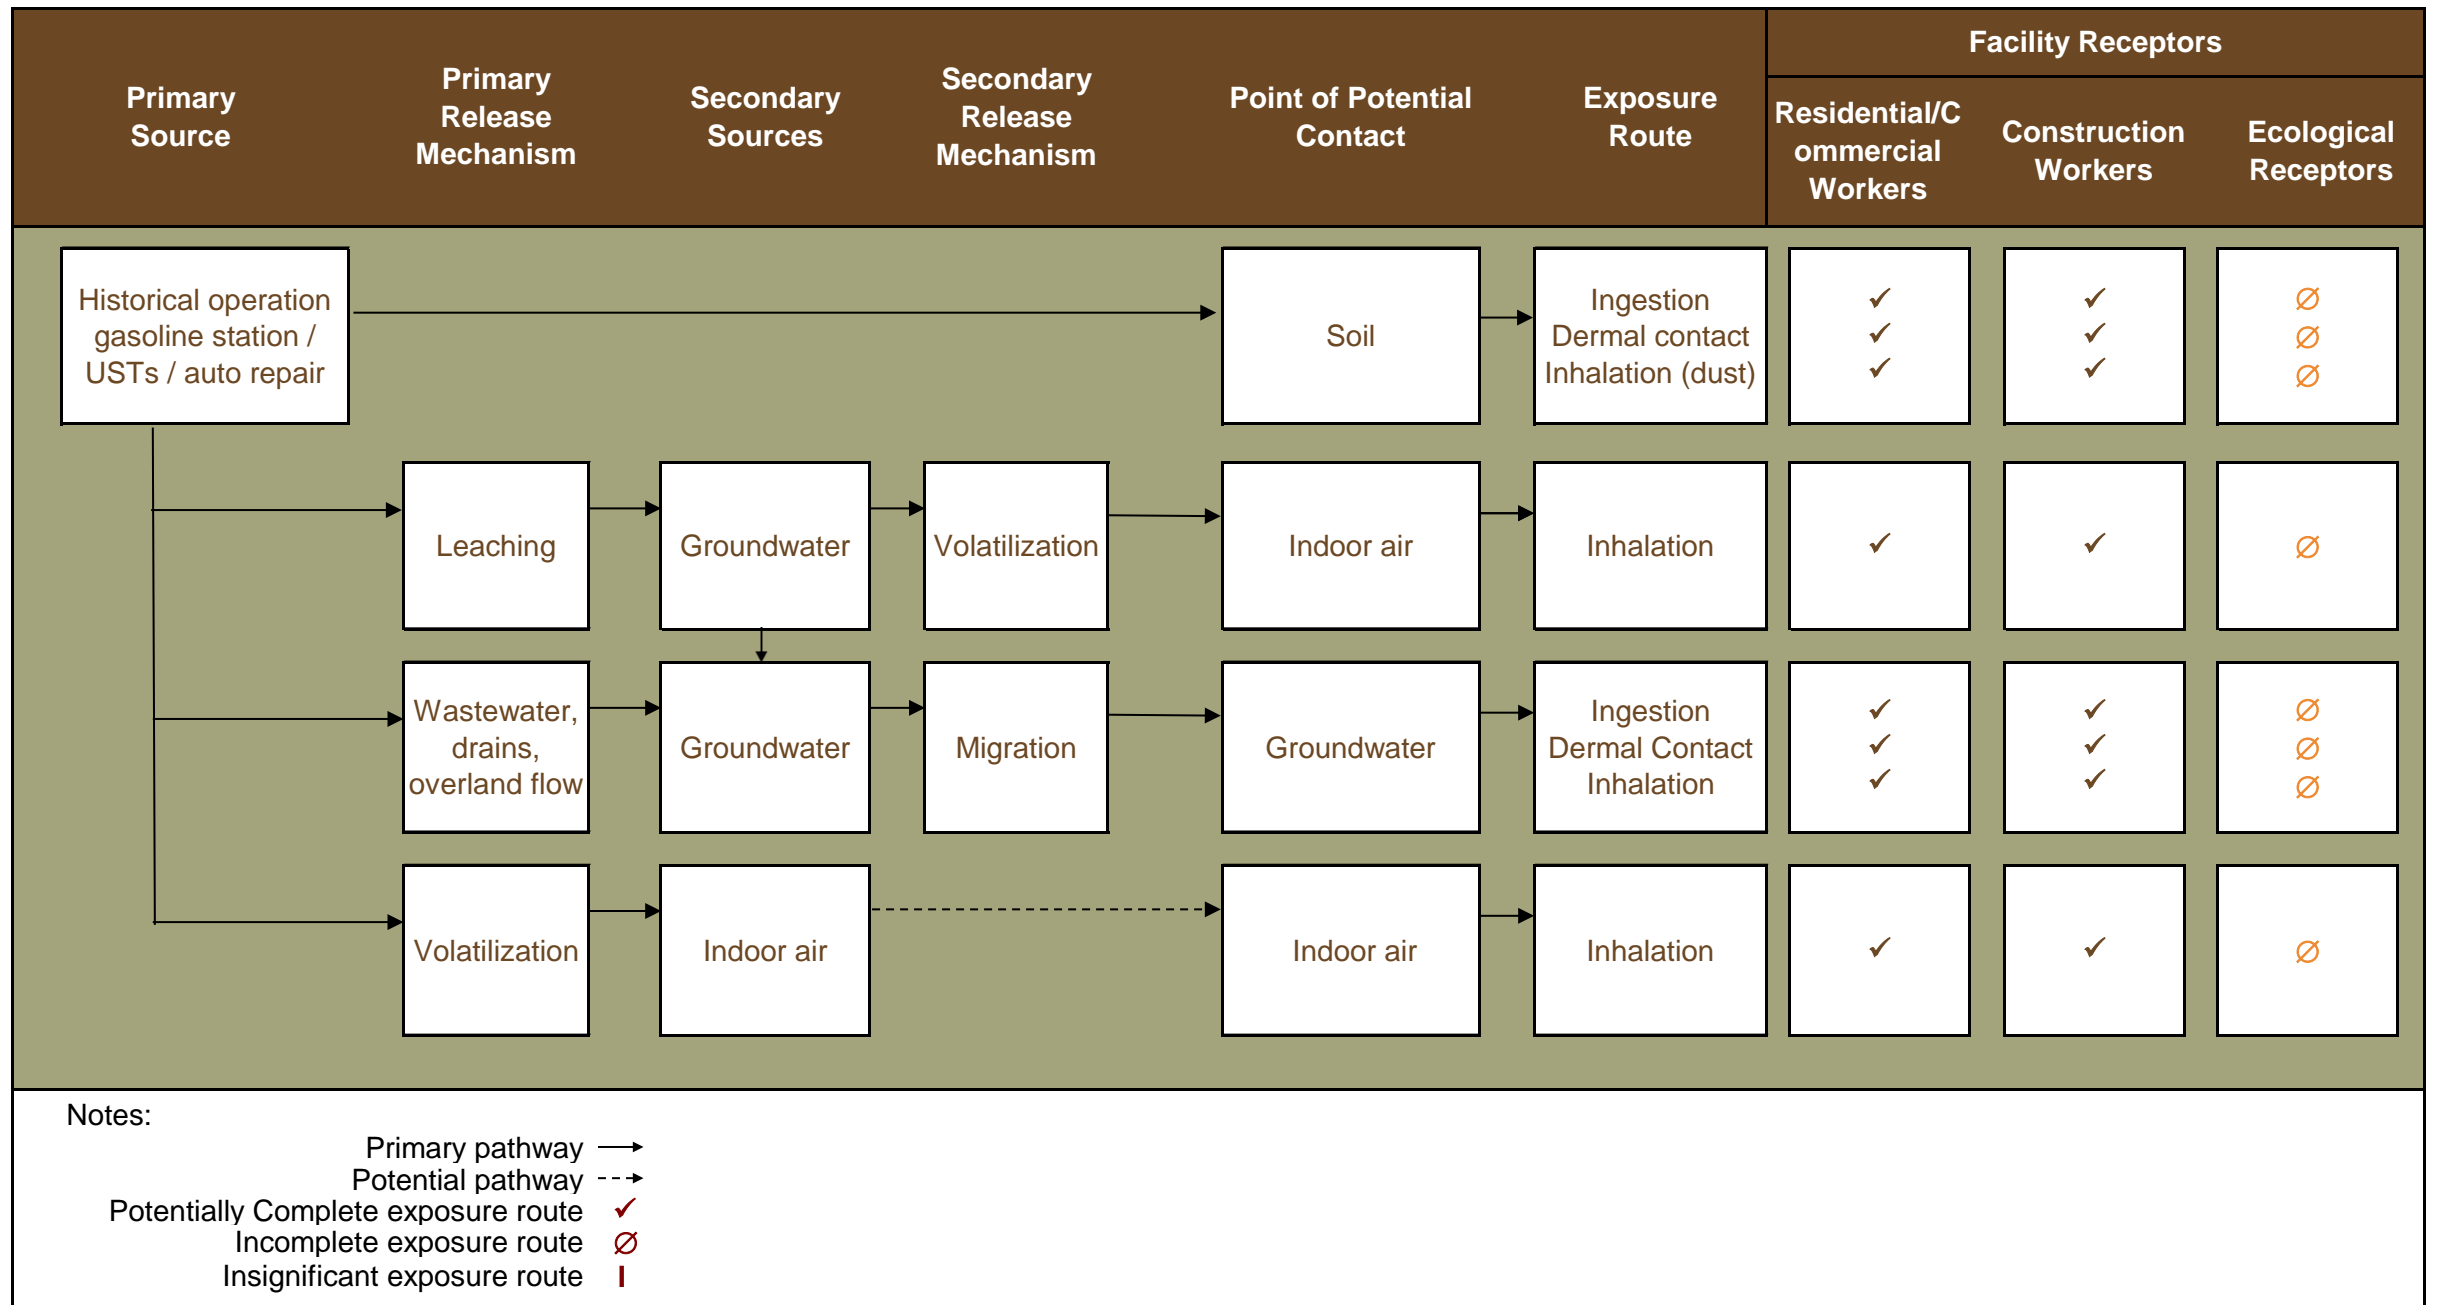 Primary
Source
Primary
Release
Mechanism
Secondary
Sources
Secondary
Release
Mechanism
Point of Potential
Contact
Exposure
Route
Facility Receptors
Residential/C
ommercial
Workers
Construction
Workers
Ecological
Receptors
Historical operation
gasoline station /
USTs / auto repair
Soil
Ingestion
Dermal contact
Inhalation (dust)
✓
✓
✓
✓
✓
✓
∅
∅
∅
Leaching
Groundwater
Volatilization
Indoor air
Inhalation
✓
✓
∅
Wastewater,
drains,
overland flow
Groundwater
Migration
Groundwater
Ingestion
Dermal Contact
Inhalation
✓
✓
✓
✓
✓
✓
∅
∅
∅
Volatilization
Indoor air
Indoor air
Inhalation
✓
✓
∅
Notes:
Primary pathway
Potential pathway
Potentially Complete exposure route ✓
Incomplete exposure route ∅
Insignificant exposure route I